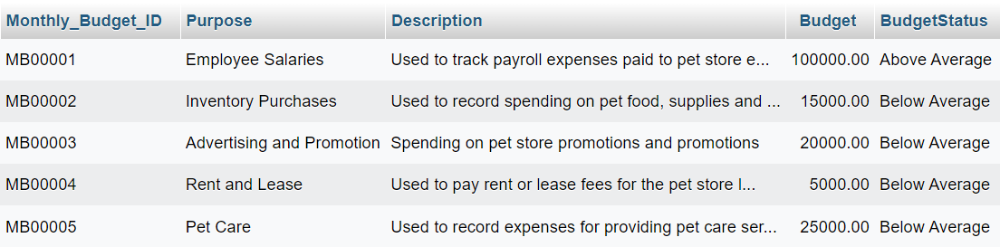 Monthly_Budget_ID Purpose Description Budget BudgetStatus
MB00001 Employee Salaries Used to track payroll expenses paid to pet store e... 100000.00 Above Average
MB00002 Inventory Purchases Used to record spending on pet food, supplies and ... 15000.00 Below Average
MB00003 Advertising and Promotion Spending on pet store promotions and promotions 20000.00 Below Average
MB00004 Rent and Lease Used to pay rent or lease fees for the pet store l... 5000.00 Below Average
MB00005 Pet Care Used to record expenses for providing pet care ser... 25000.00 Below Average